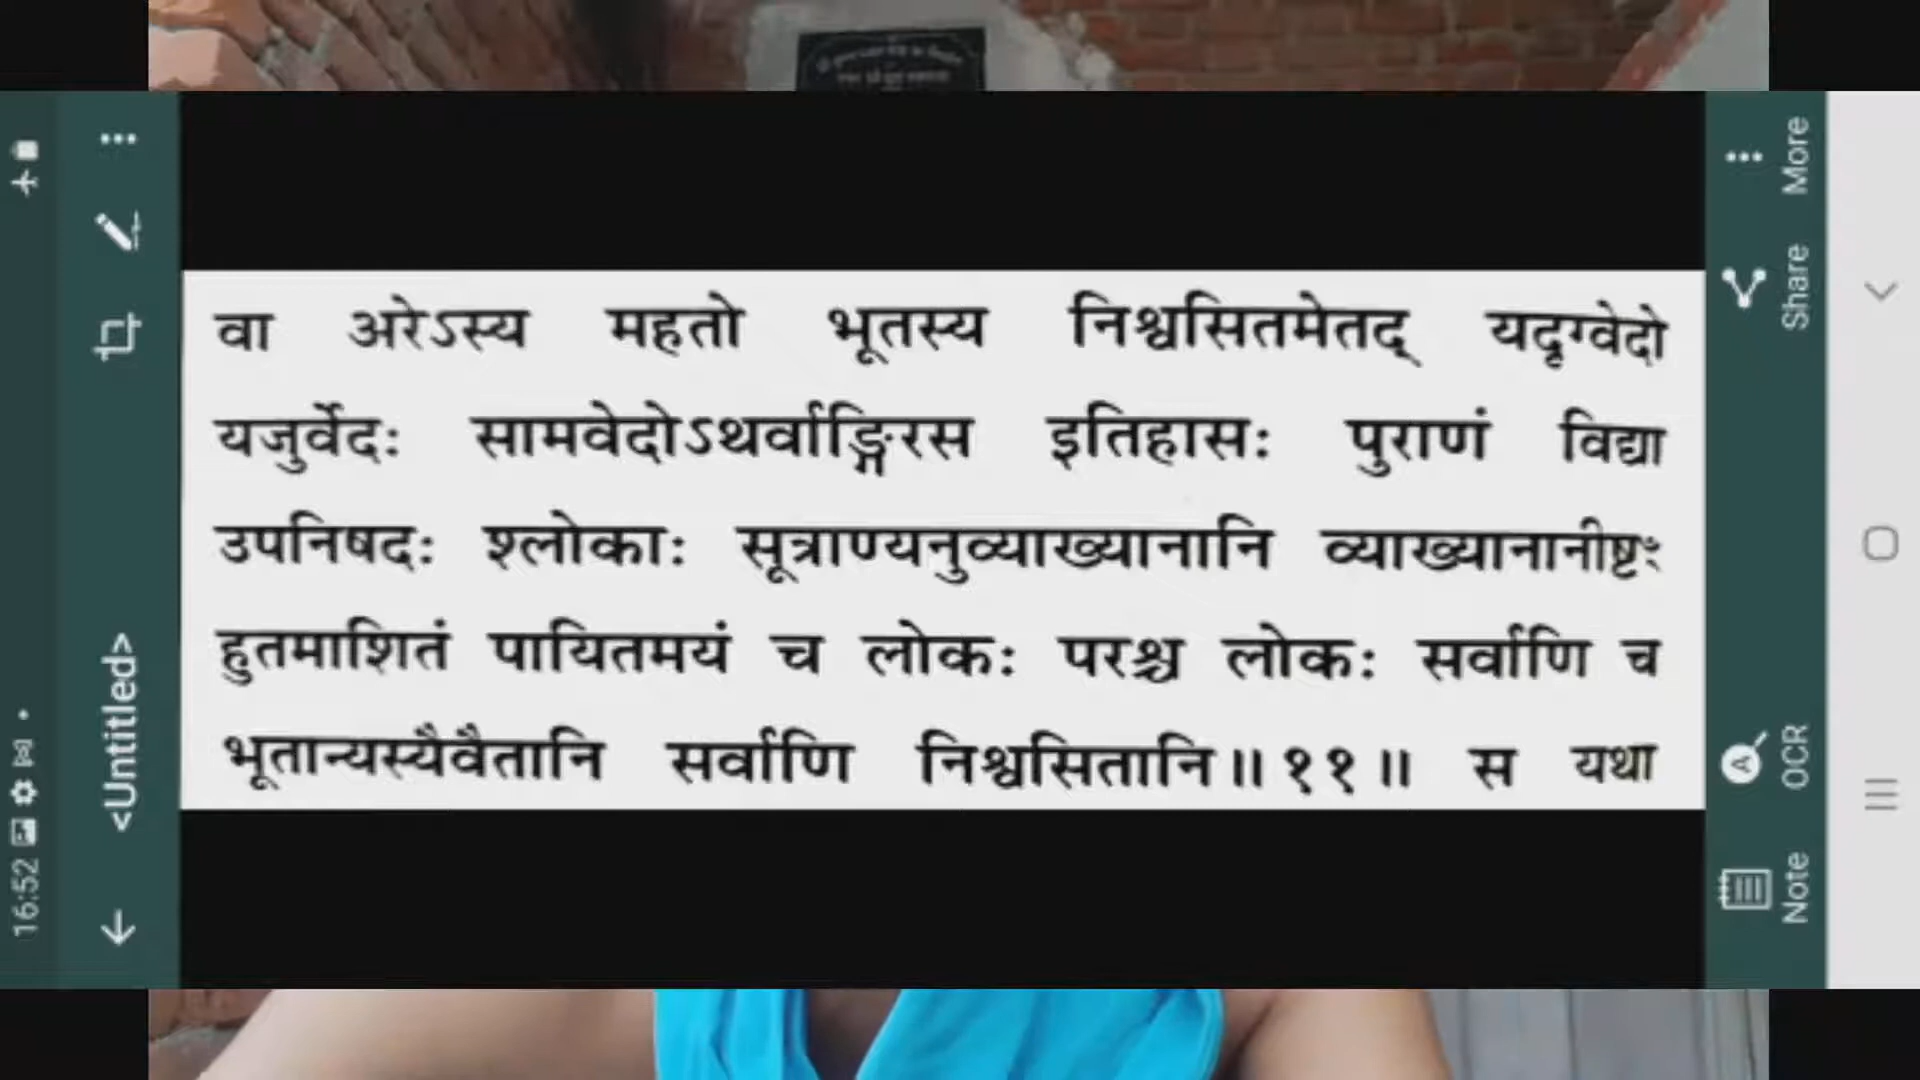 वा अरेऽस्य महतो भूतस्य निश्वसितमेतद् यदृग्वेदो
यजुर्वेदः सामवेदोऽथर्वाङ्गिरस इतिहासः पुराणं विद्या
उपनिषदः श्लोकाः सूत्राण्यनुव्याख्यानानि व्याख्यानानीष्टꣳ
हुतमाशितं पायितमयं च लोकः परश्च लोकः सर्वाणि च
भूतान्यस्यैवैतानि सर्वाणि निश्वसितानि॥११॥ स यथा
16:52
<Untitled>
More
Share
OCR
Note